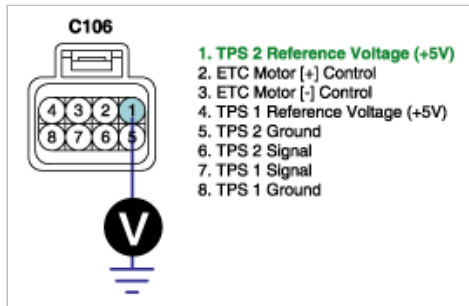 C106
4 3 2 1
8 7 6 5
V
1. TPS 2 Reference Voltage (+5V)
2. ETC Motor [+] Control
3. ETC Motor [-] Control
4. TPS 1 Reference Voltage (+5V)
5. TPS 2 Ground
6. TPS 2 Signal
7. TPS 1 Signal
8. TPS 1 Ground